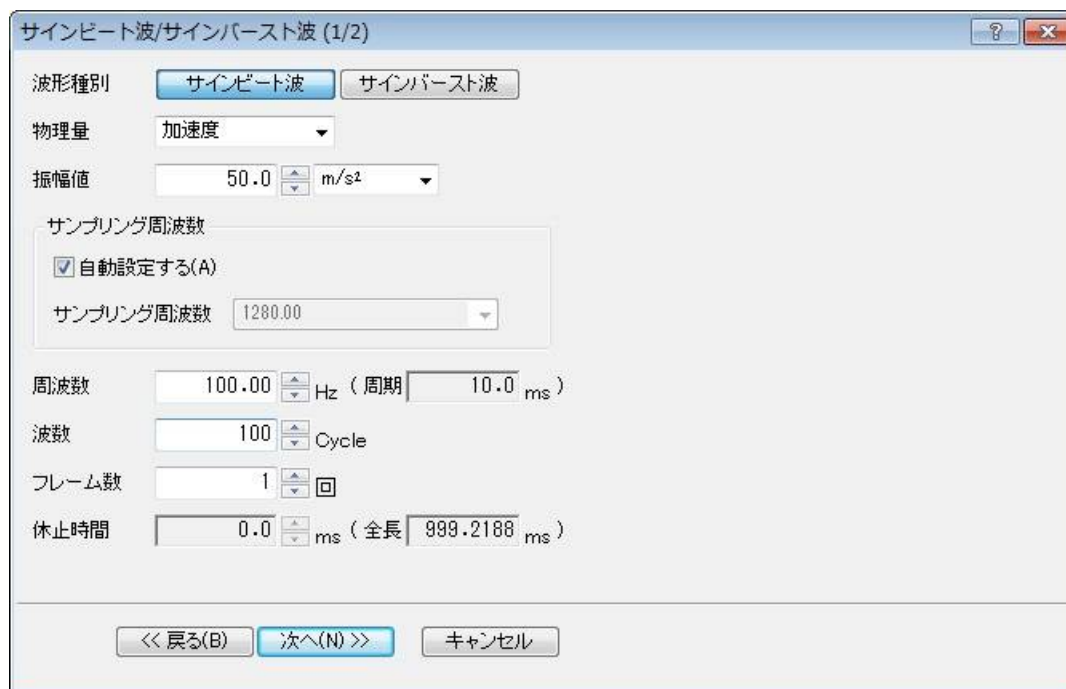 サインビート波/サインバースト波 (1/2)
波形種別 サインビート波 サインバースト波
物理量 加速度
振幅値 50.0 m/s²
サンプリング周波数
自動設定する(A)
サンプリング周波数 1280.00
周波数 100.00 Hz ( 周期 10.0 ms )
波数 100 Cycle
フレーム数 1 回
休止時間 0.0 ms ( 全長 999.2188 ms )
<< 戻る(B) 次へ(N) >> キャンセル